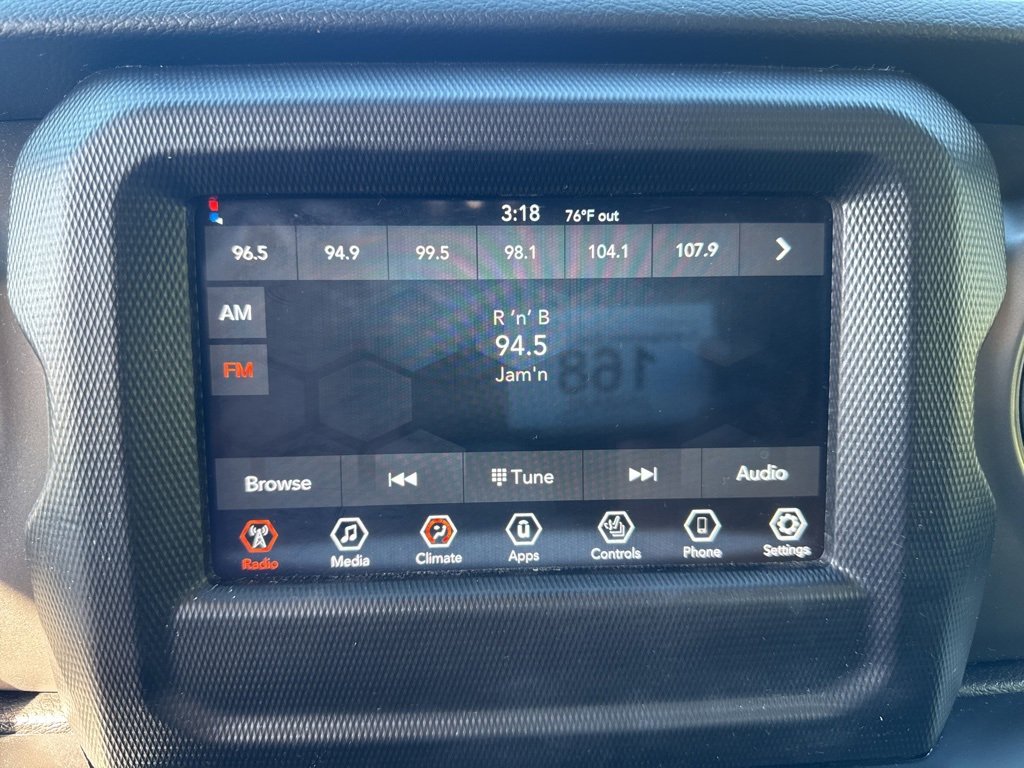 3:18 76°F out
96.5 94.9 99.5 98.1 104.1 107.9
AM
R 'n' B
94.5
FM
Jam'n
168
Browse Tune Audio
Radio Media Climate Apps Controls Phone Settings